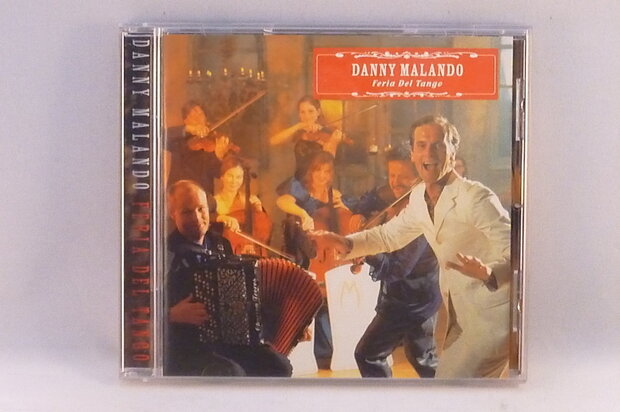 DANNY MALANDO
Feria Del Tango
DANNY MALANDO FERIA DEL TANGO
M